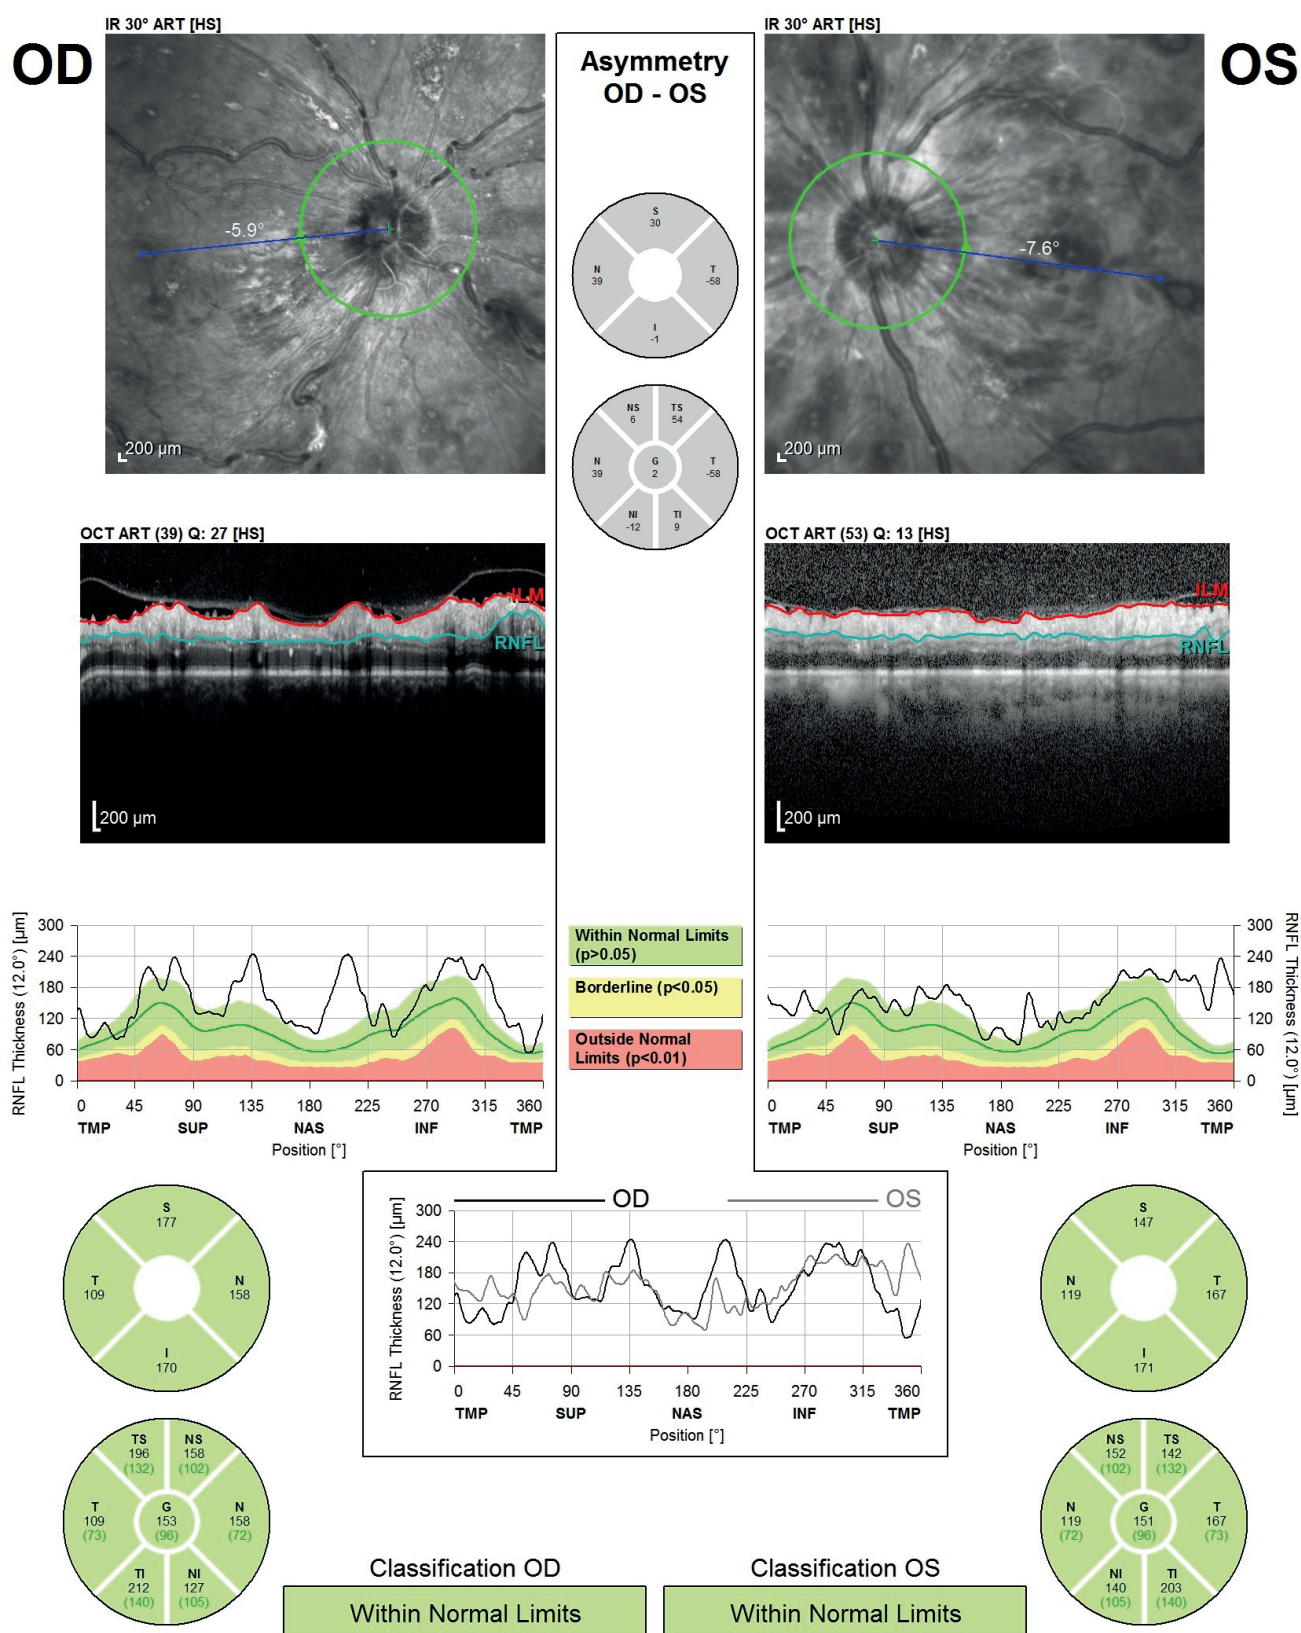 IR 30° ART [HS]
OD
-5.9°
200 µm
Asymmetry
OD - OS
S
30
N
39
T
-58
I
-1
NS
6
TS
54
N
39
G
2
T
-58
NI
-12
TI
9
IR 30° ART [HS]
OS
-7.6°
200 µm
OCT ART (39) Q: 27 [HS]
ILM
RNFL
200 µm
OCT ART (53) Q: 13 [HS]
ILM
RNFL
200 µm
RNFL Thickness (12.0°) [µm]
300
240
180
120
60
0
0 45 90 135 180 225 270 315 360
TMP SUP NAS INF TMP
Position [°]
Within Normal Limits
(p>0.05)
Borderline (p<0.05)
Outside Normal
Limits (p<0.01)
300
240
180
120
60
0
RNFL Thickness (12.0°) [µm]
0 45 90 135 180 225 270 315 360
TMP SUP NAS INF TMP
Position [°]
S
177
T
109
N
158
I
170
OD
OS
RNFL Thickness (12.0°) [µm]
300
240
180
120
60
0
0 45 90 135 180 225 270 315 360
TMP SUP NAS INF TMP
Position [°]
S
147
N
119
T
167
I
171
TS
196
(132)
NS
158
(102)
T
109
(73)
G
153
(96)
N
158
(72)
TI
212
(140)
NI
127
(105)
Classification OD
Within Normal Limits
Classification OS
Within Normal Limits
NS
152
(102)
TS
142
(132)
N
119
(72)
G
151
(96)
T
167
(73)
NI
140
(105)
TI
203
(140)